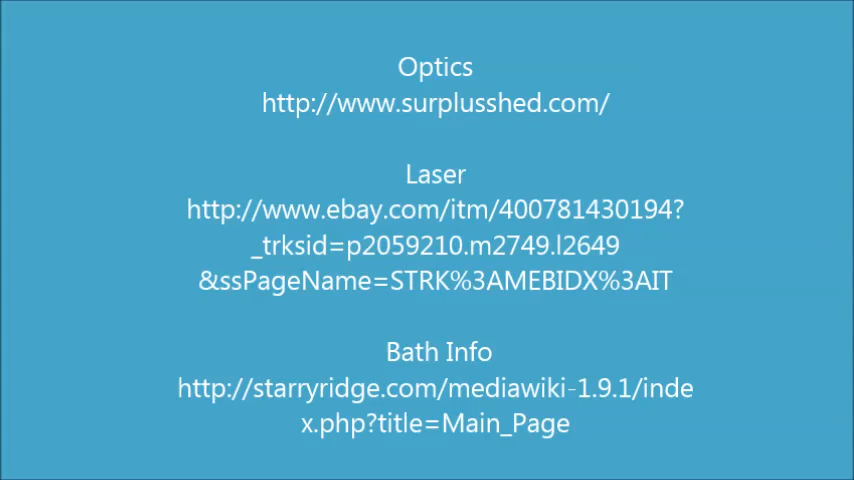 Optics
http://www.surplusshed.com/
Laser
http://www.ebay.com/itm/400781430194?
_trksid=p2059210.m2749.l2649
&ssPageName=STRK%3AMEBIDX%3AIT
Bath Info
http://starryridge.com/mediawiki-1.9.1/inde
x.php?title=Main_Page